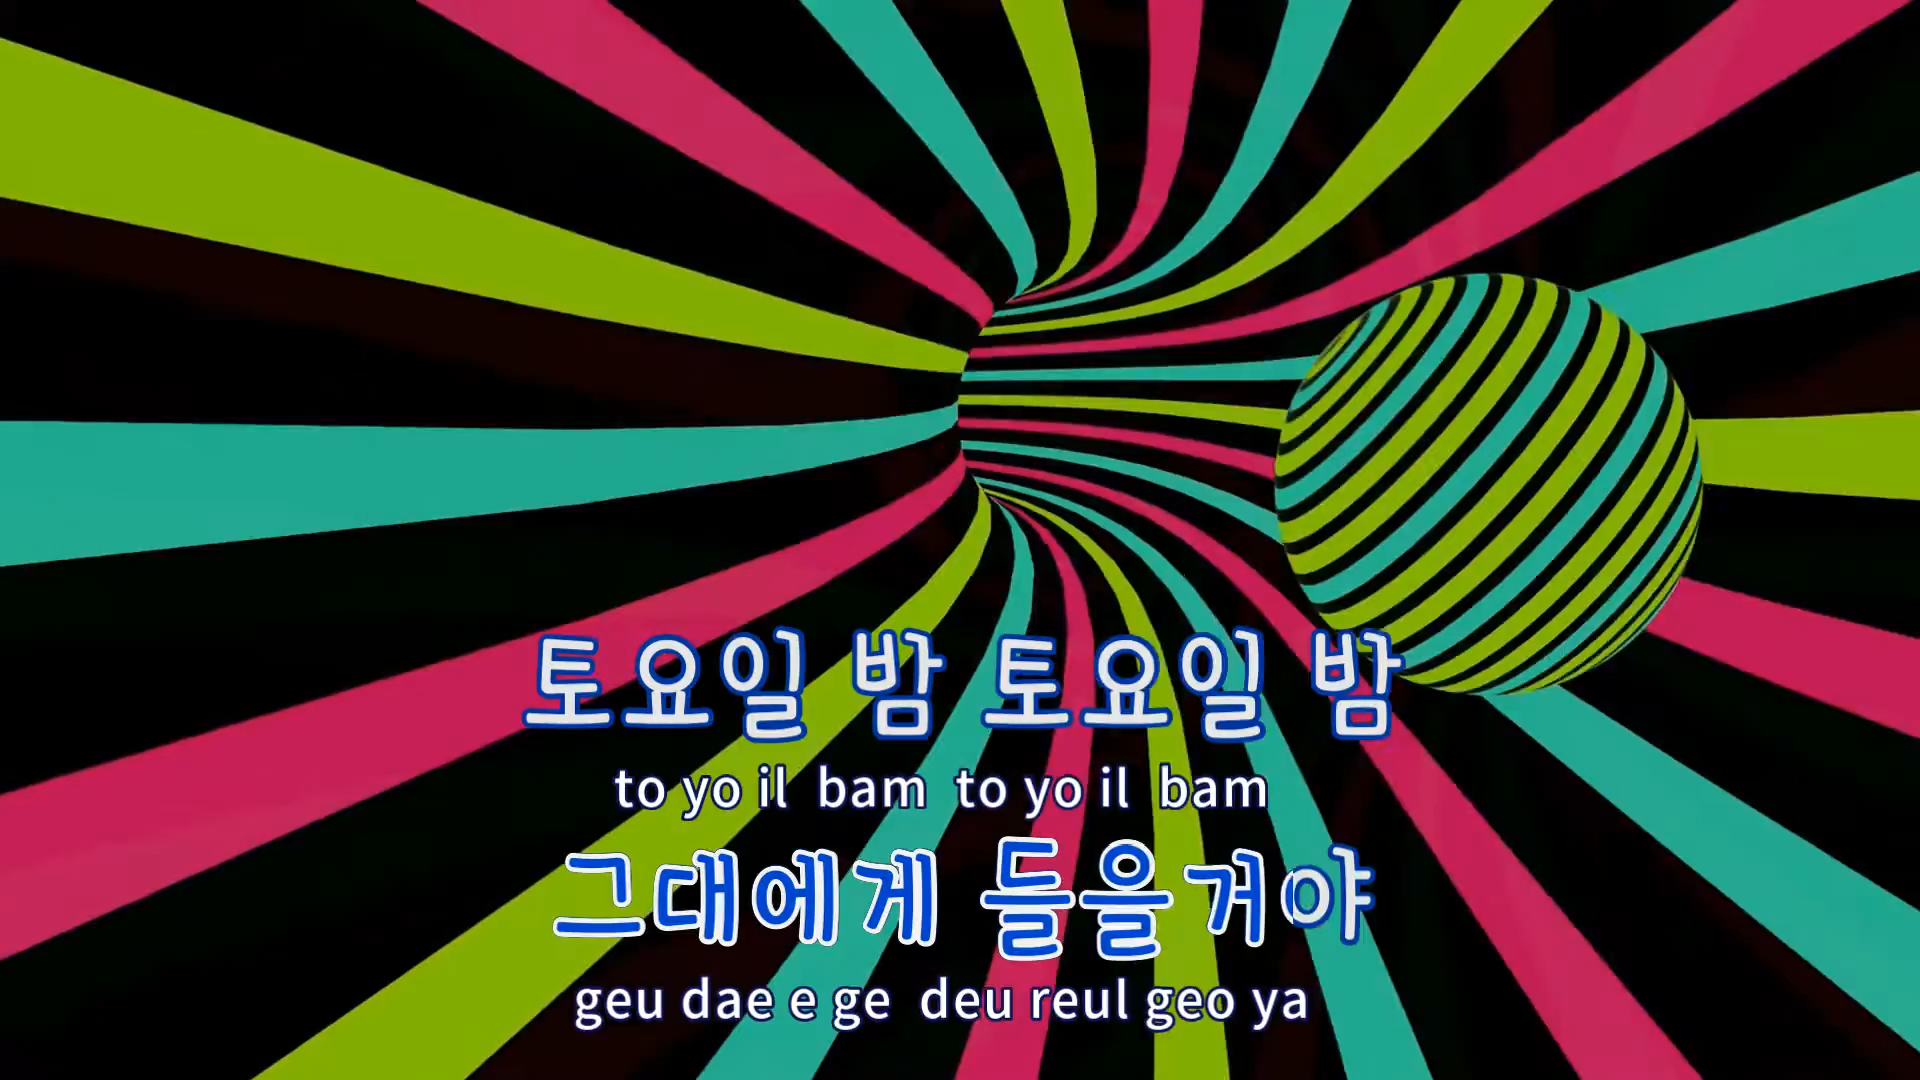 토요일 밤 토요일 밤
to yo il bam to yo il bam
그대에게 들을거야
geu dae e ge deu reul geo ya